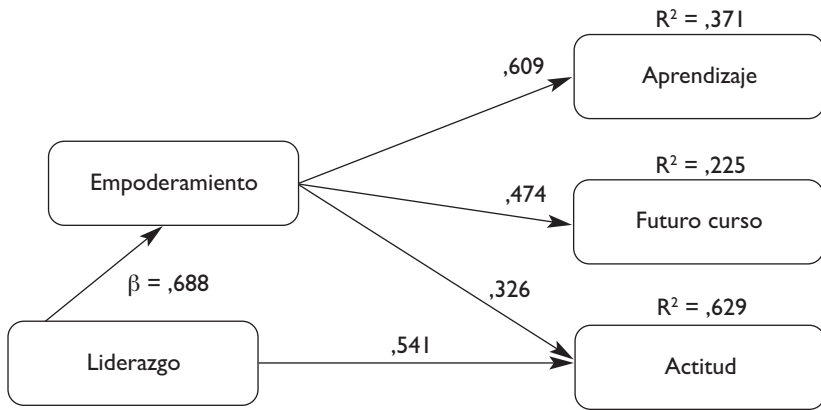 R² = ,371
,609
Aprendizaje
Empoderamiento
R² = ,225
,474
Futuro curso
β = ,688
,326
R² = ,629
,541
Liderazgo
Actitud